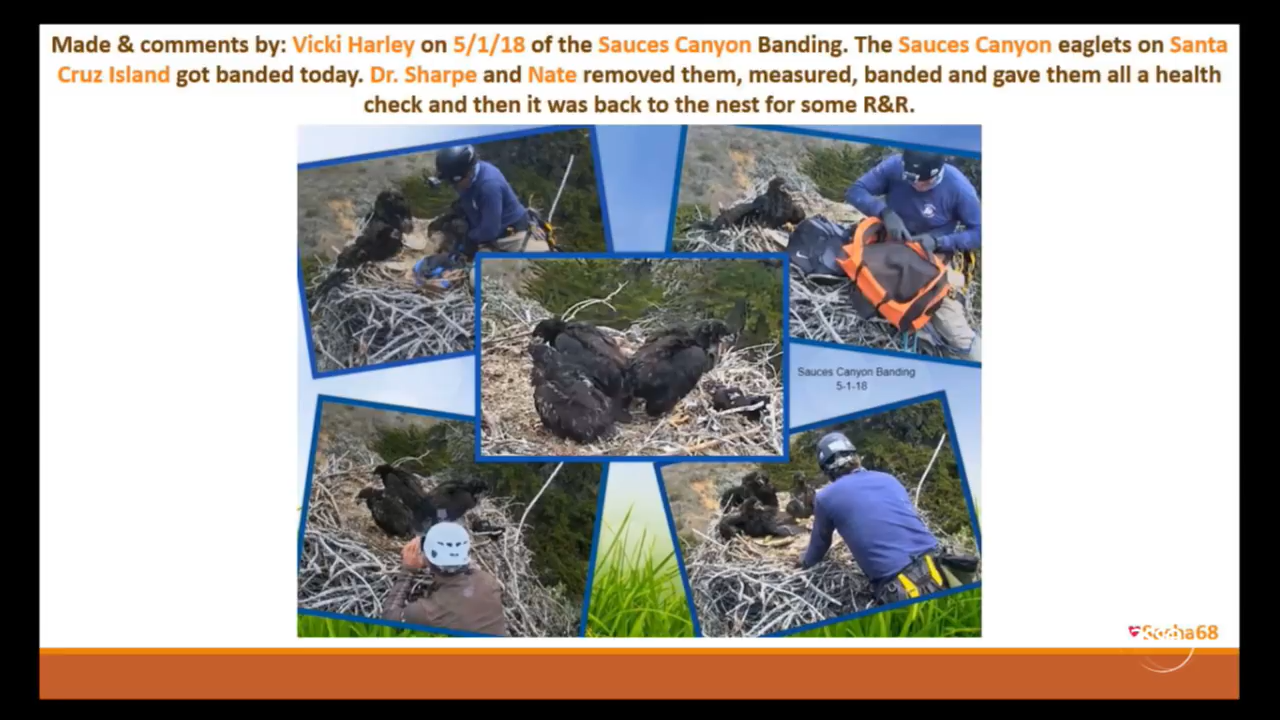 Made & comments by: Vicki Harley on 5/1/18 of the Sauces Canyon Banding. The Sauces Canyon eaglets on Santa
Cruz Island got banded today. Dr. Sharpe and Nate removed them, measured, banded and gave them all a health
check and then it was back to the nest for some R&R.
Sauces Canyon Banding
5-1-18